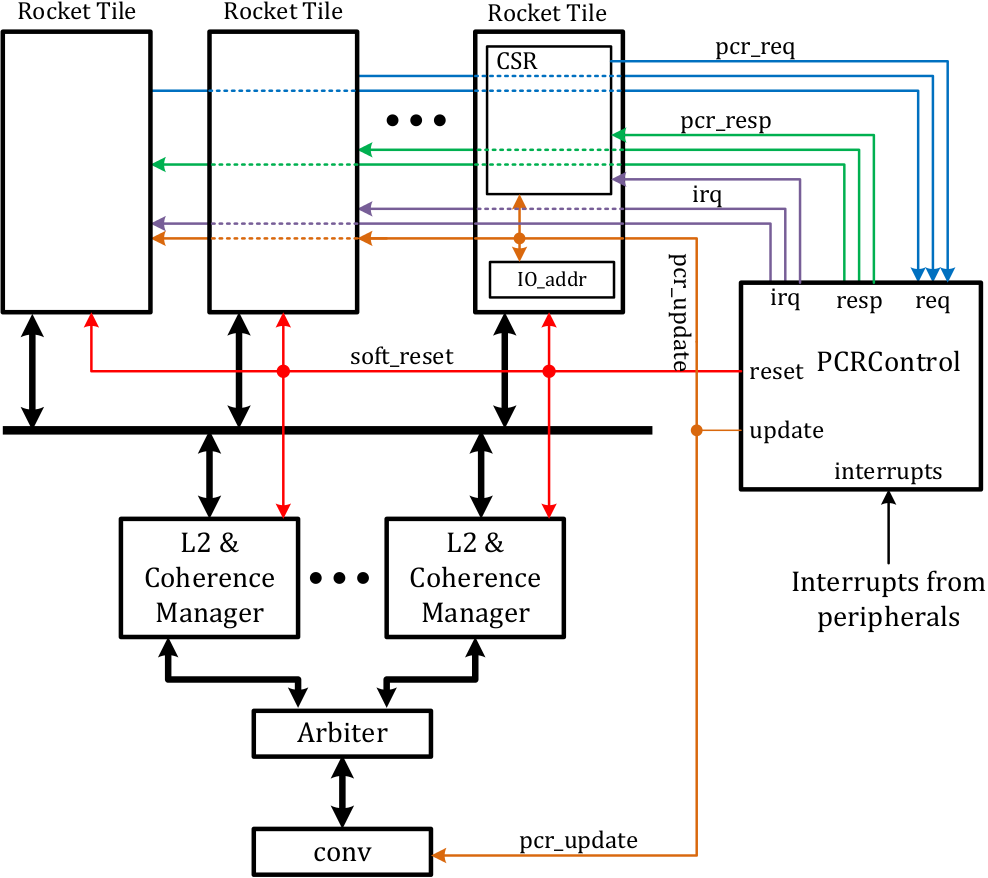 Rocket Tile
Rocket Tile
Rocket Tile
CSR
pcr_req
pcr_resp
irq
IO_addr
pcr_update
irq
resp
req
PCRControl
soft_reset
reset
update
interrupts
L2 &
Coherence
Manager
L2 &
Coherence
Manager
Interrupts from
peripherals
Arbiter
conv
pcr_update